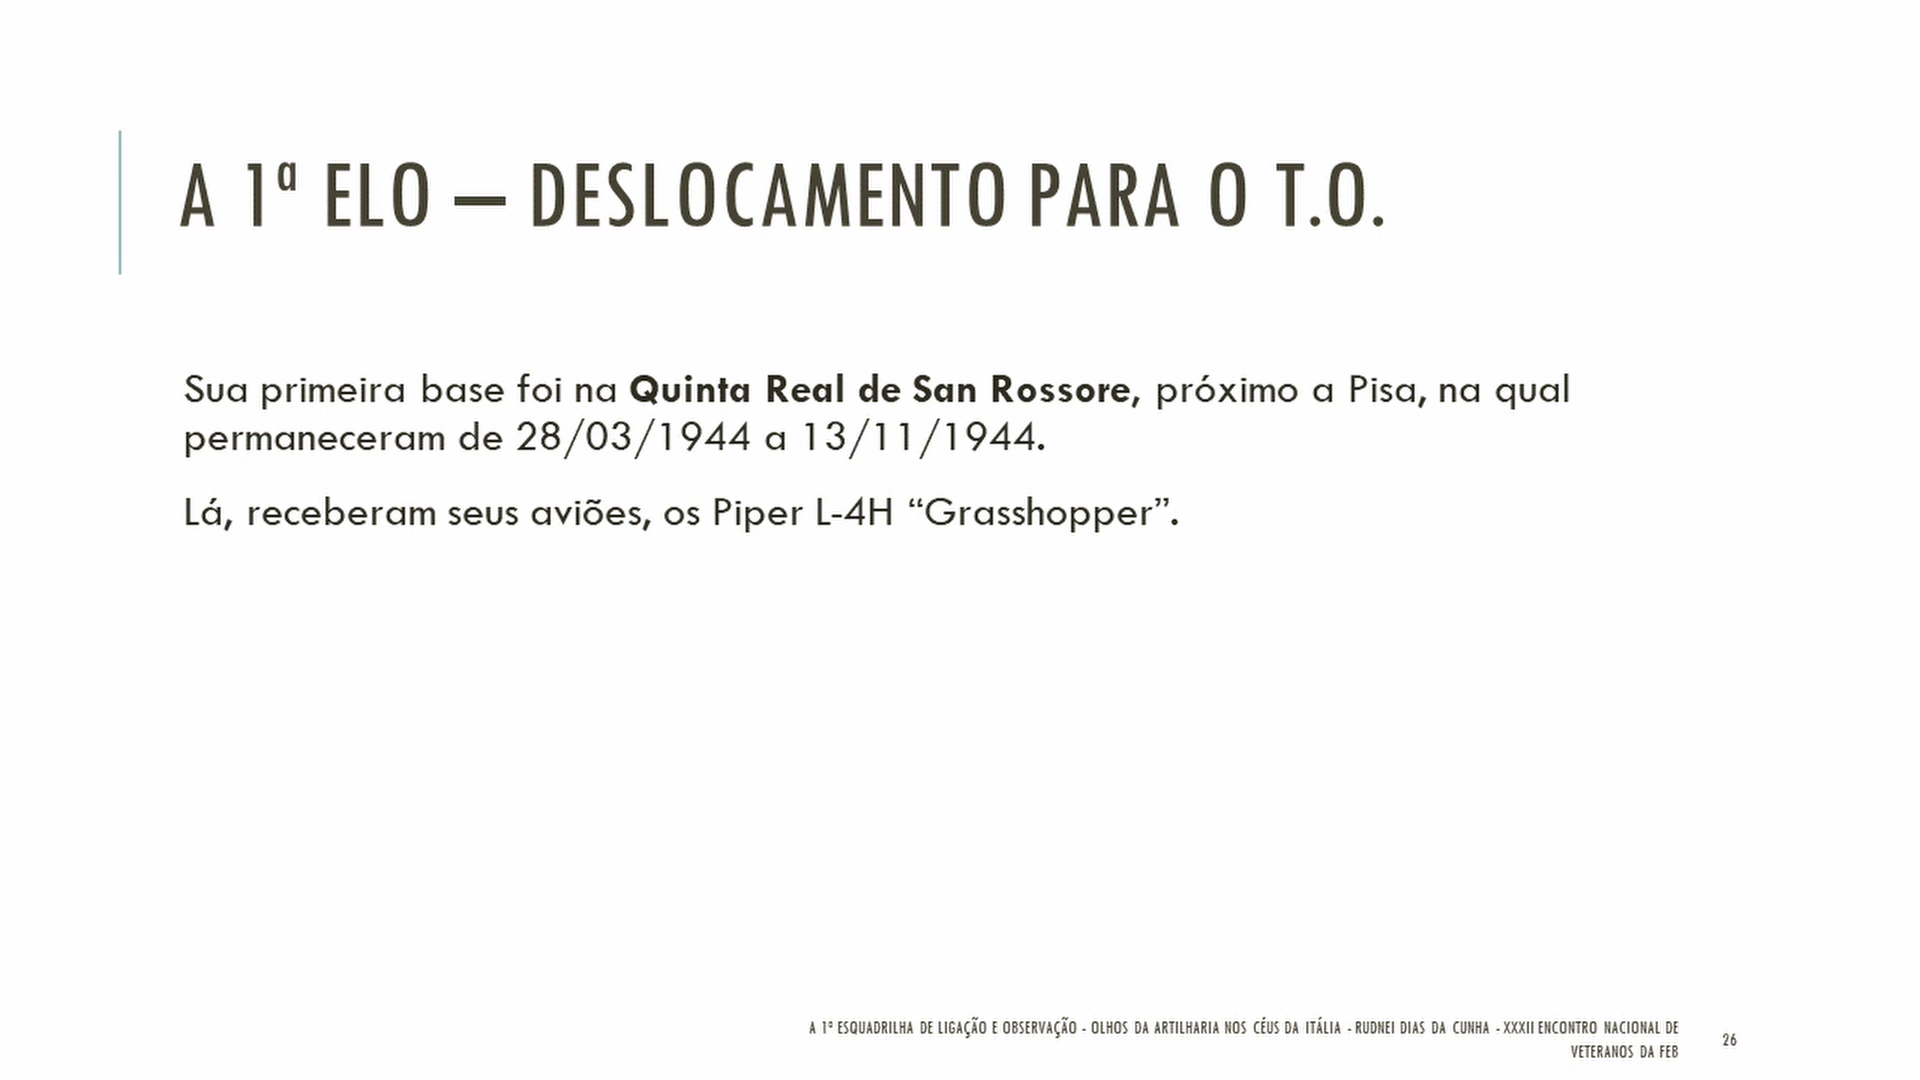 A 1ª ELO – DESLOCAMENTO PARA O T.O.
Sua primeira base foi na Quinta Real de San Rossore, próximo a Pisa, na qual
permaneceram de 28/03/1944 a 13/11/1944.
Lá, receberam seus aviões, os Piper L-4H “Grasshopper”.
A 1ª ESQUADRILHA DE LIGAÇÃO E OBSERVAÇÃO - OLHOS DA ARTILHARIA NOS CÉUS DA ITÁLIA - RUDNEI DIAS DA CUNHA - XXXII ENCONTRO NACIONAL DE
VETERANOS DA FEB
26